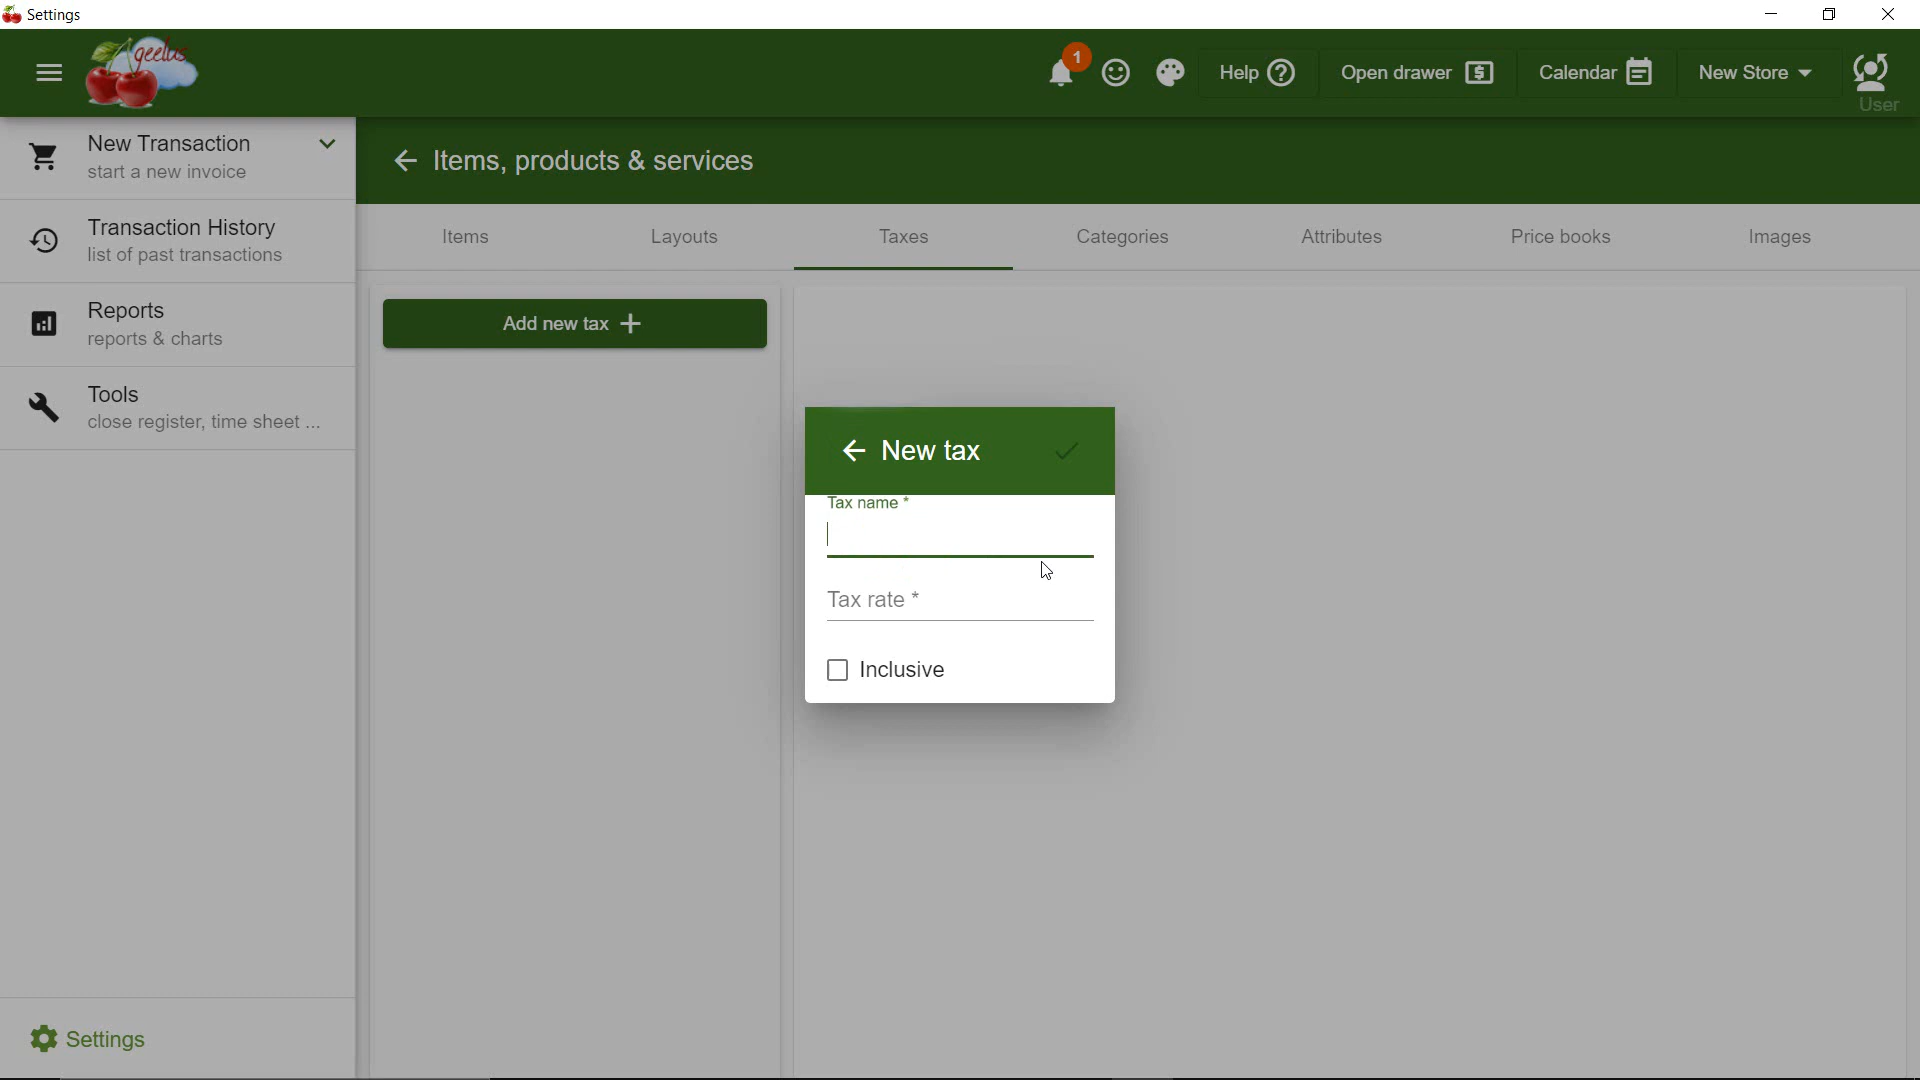 Settings
geelus
1
Help
Open drawer
Calendar
New Store
User
New Transaction
start a new invoice
Transaction History
list of past transactions
Reports
reports & charts
Tools
close register, time sheet ...
Settings
Items, products & services
Items
Layouts
Taxes
Categories
Attributes
Price books
Images
Add new tax
New tax
Tax name *
Tax rate *
Inclusive